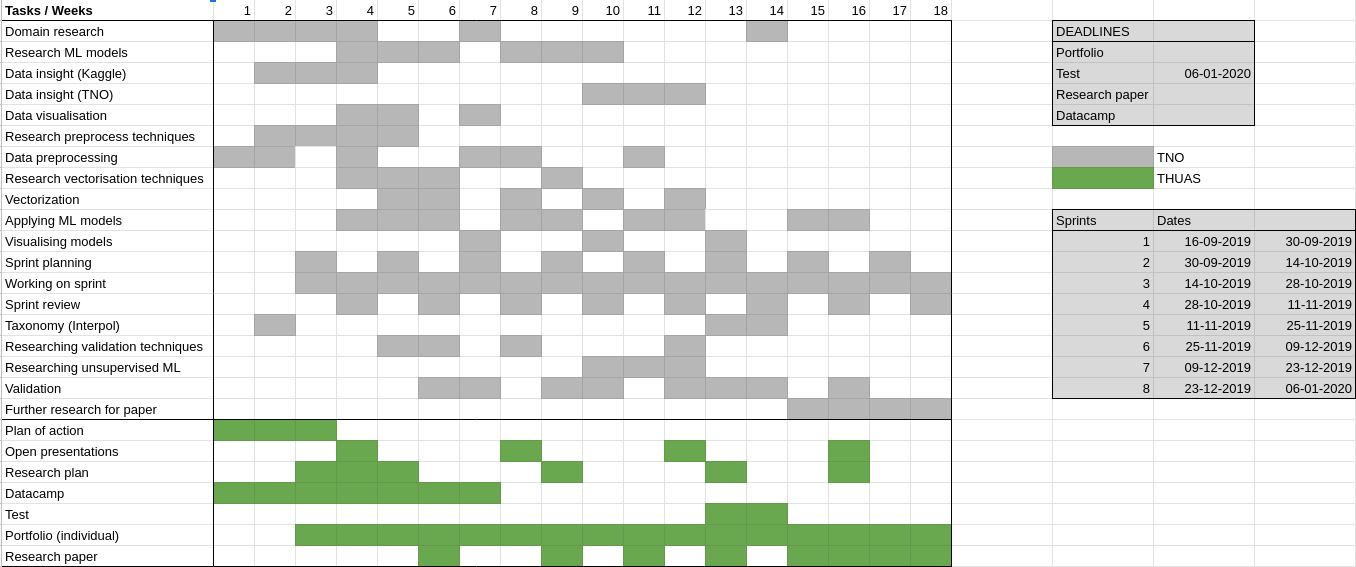 Tasks / Weeks 1 2 3 4 5 6 7 8 9 10 11 12 13 14 15 16 17 18
Domain research
Research ML models
Data insight (Kaggle)
Data insight (TNO)
Data visualisation
Research preprocess techniques
Data preprocessing
Research vectorisation techniques
Vectorization
Applying ML models
Visualising models
Sprint planning
Working on sprint
Sprint review
Taxonomy (Interpol)
Researching validation techniques
Researching unsupervised ML
Validation
Further research for paper
Plan of action
Open presentations
Research plan
Datacamp
Test
Portfolio (individual)
Research paper
DEADLINES
Portfolio
Test 06-01-2020
Research paper
Datacamp
TNO
THUAS
Sprints Dates
1 16-09-2019 30-09-2019
2 30-09-2019 14-10-2019
3 14-10-2019 28-10-2019
4 28-10-2019 11-11-2019
5 11-11-2019 25-11-2019
6 25-11-2019 09-12-2019
7 09-12-2019 23-12-2019
8 23-12-2019 06-01-2020